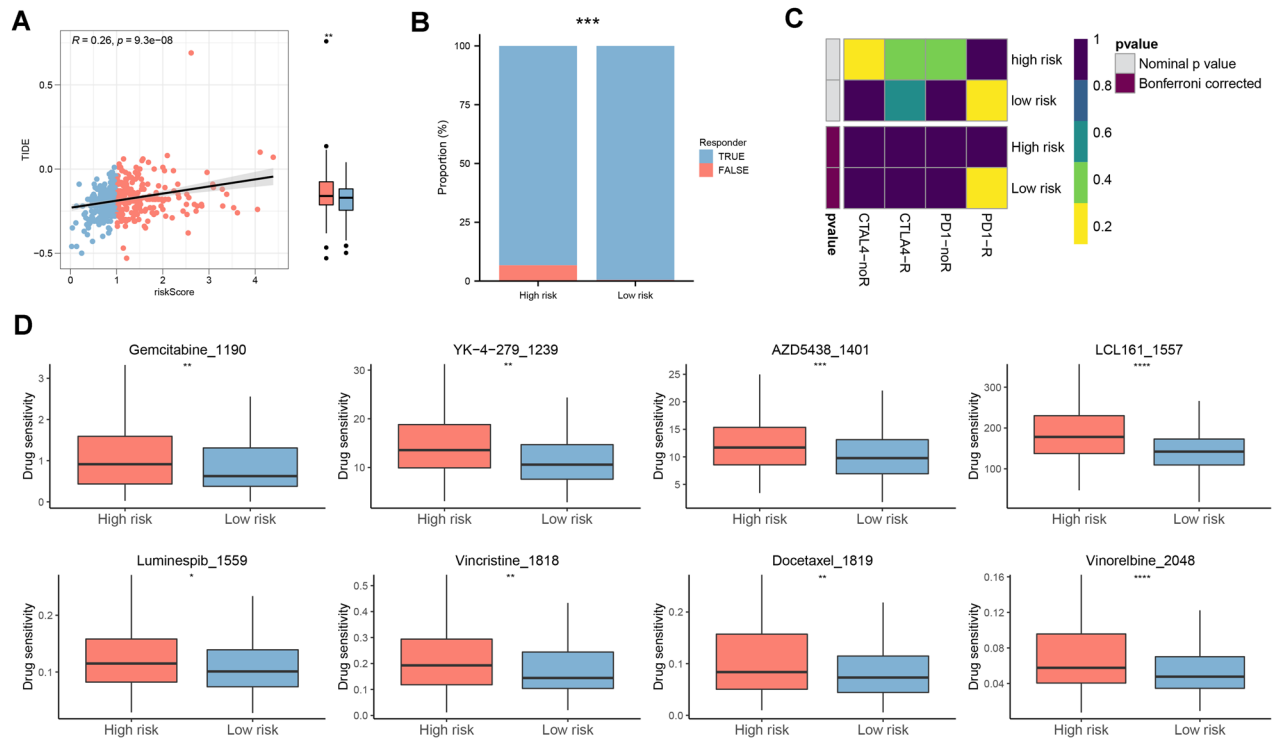 A
R = 0.26, p = 9.3e−08
**
0.5
0.0
−0.5
TIDE
0
1
2
3
4
riskScore
B
***
100
75
50
25
0
Proportion (%)
High risk
Low risk
Responder
TRUE
FALSE
C
high risk
low risk
High risk
Low risk
pvalue
CTAL4−noR
CTLA4−R
PD1−noR
PD1−R
1
0.8
0.6
0.4
0.2
pvalue
Nominal p value
Bonferroni corrected
D
Gemcitabine_1190
**
Drug sensitivity
3
2
1
0
High risk
Low risk
YK−4−279_1239
**
Drug sensitivity
30
20
10
High risk
Low risk
AZD5438_1401
***
Drug sensitivity
25
20
15
10
5
High risk
Low risk
LCL161_1557
****
Drug sensitivity
300
200
100
High risk
Low risk
Luminespib_1559
*
Drug sensitivity
0.2
0.1
High risk
Low risk
Vincristine_1818
**
Drug sensitivity
0.5
0.4
0.3
0.2
0.1
0.0
High risk
Low risk
Docetaxel_1819
**
Drug sensitivity
0.2
0.1
0.0
High risk
Low risk
Vinorelbine_2048
****
Drug sensitivity
0.16
0.12
0.08
0.04
High risk
Low risk